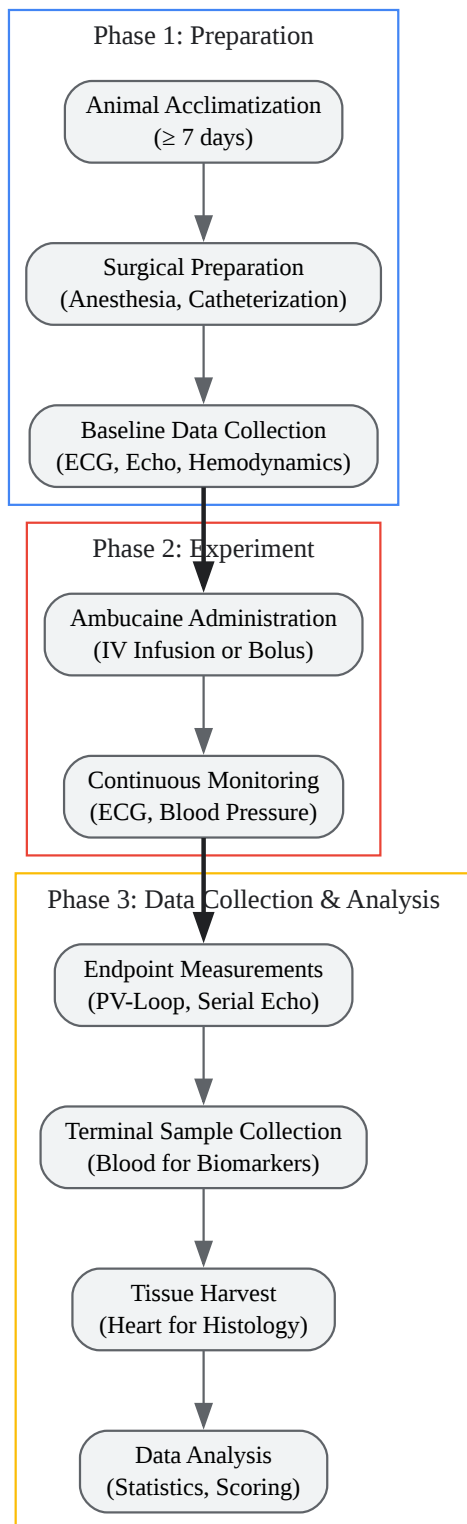 Phase 1: Preparation
Animal Acclimatization
(≥ 7 days)
Surgical Preparation
(Anesthesia, Catheterization)
Baseline Data Collection
(ECG, Echo, Hemodynamics)
Phase 2: Experiment
Ambucaine Administration
(IV Infusion or Bolus)
Continuous Monitoring
(ECG, Blood Pressure)
Phase 3: Data Collection & Analysis
Endpoint Measurements
(PV-Loop, Serial Echo)
Terminal Sample Collection
(Blood for Biomarkers)
Tissue Harvest
(Heart for Histology)
Data Analysis
(Statistics, Scoring)